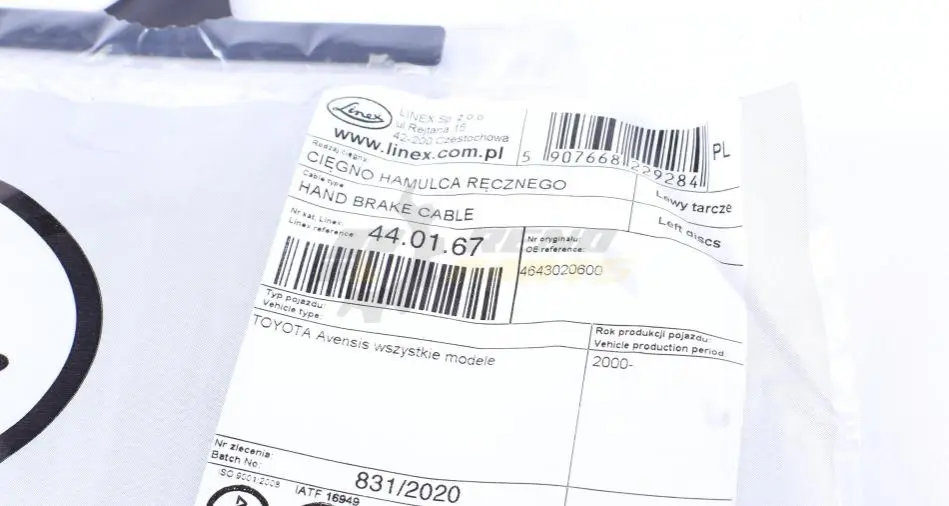 Linex
LINEX Sp. z o.o.
ul. Rejtana 15
42-200 Częstochowa
www.linex.com.pl
5 907668 229284
PL
Rodzaj cięgna:
CIĘGNO HAMULCA RĘCZNEGO
Lewy tarcze
Cable type
HAND BRAKE CABLE
Left discs
Nr kat. Linex:
Linex reference:
44.01.67
Nr oryginału:
OE reference:
4643020600
Typ pojazdu:
Vehicle type:
TOYOTA Avensis wszystkie modele
Rok produkcji pojazdu:
Vehicle production period
2000-
Nr zlecenia:
Batch No:
831/2020
ISO 9001:2008
IATF 16949